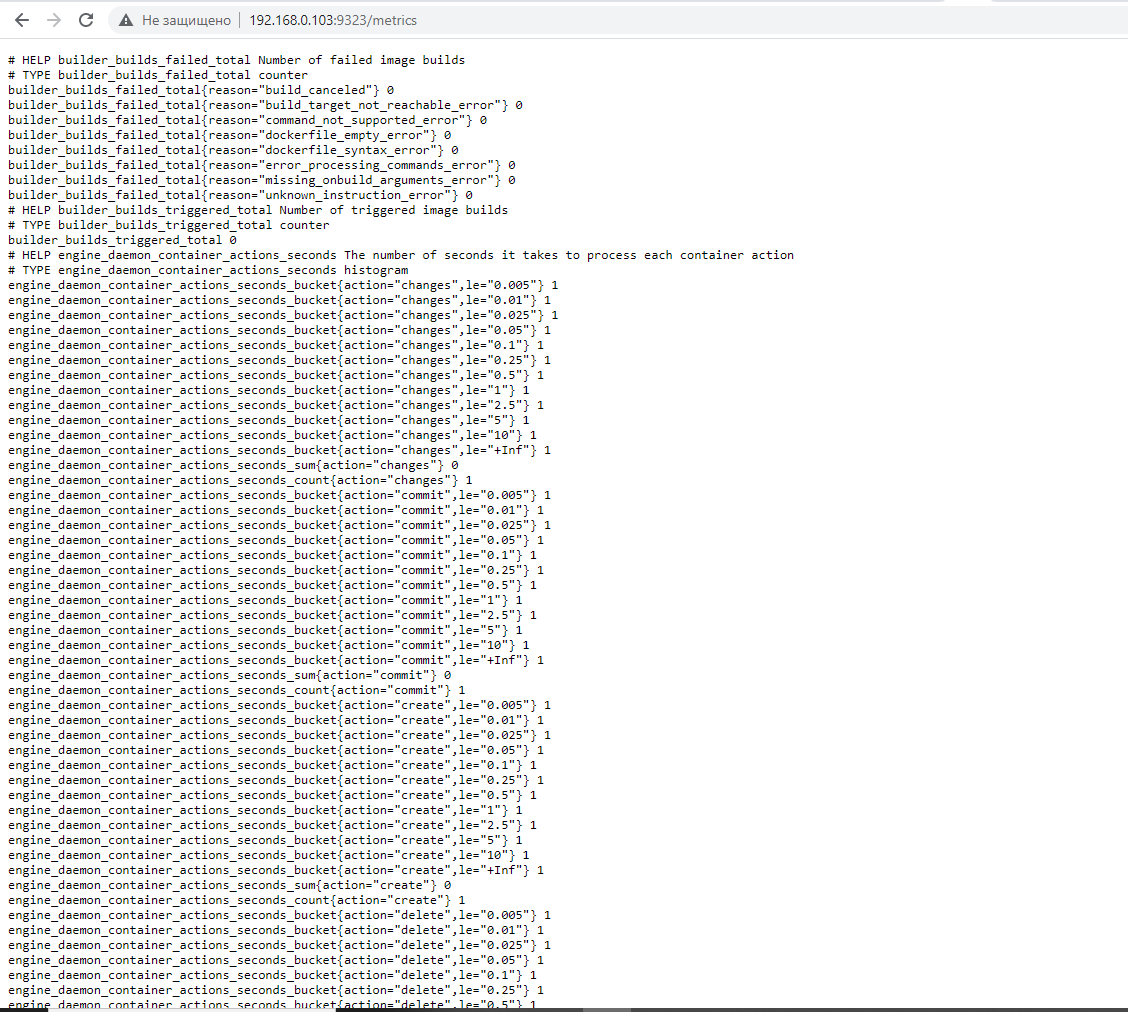 Не защищено 192.168.0.103:9323/metrics
# HELP builder_builds_failed_total Number of failed image builds
# TYPE builder_builds_failed_total counter
builder_builds_failed_total{reason="build_canceled"} 0
builder_builds_failed_total{reason="build_target_not_reachable_error"} 0
builder_builds_failed_total{reason="command_not_supported_error"} 0
builder_builds_failed_total{reason="dockerfile_empty_error"} 0
builder_builds_failed_total{reason="dockerfile_syntax_error"} 0
builder_builds_failed_total{reason="error_processing_commands_error"} 0
builder_builds_failed_total{reason="missing_onbuild_arguments_error"} 0
builder_builds_failed_total{reason="unknown_instruction_error"} 0
# HELP builder_builds_triggered_total Number of triggered image builds
# TYPE builder_builds_triggered_total counter
builder_builds_triggered_total 0
# HELP engine_daemon_container_actions_seconds The number of seconds it takes to process each container action
# TYPE engine_daemon_container_actions_seconds histogram
engine_daemon_container_actions_seconds_bucket{action="changes",le="0.005"} 1
engine_daemon_container_actions_seconds_bucket{action="changes",le="0.01"} 1
engine_daemon_container_actions_seconds_bucket{action="changes",le="0.025"} 1
engine_daemon_container_actions_seconds_bucket{action="changes",le="0.05"} 1
engine_daemon_container_actions_seconds_bucket{action="changes",le="0.1"} 1
engine_daemon_container_actions_seconds_bucket{action="changes",le="0.25"} 1
engine_daemon_container_actions_seconds_bucket{action="changes",le="0.5"} 1
engine_daemon_container_actions_seconds_bucket{action="changes",le="1"} 1
engine_daemon_container_actions_seconds_bucket{action="changes",le="2.5"} 1
engine_daemon_container_actions_seconds_bucket{action="changes",le="5"} 1
engine_daemon_container_actions_seconds_bucket{action="changes",le="10"} 1
engine_daemon_container_actions_seconds_bucket{action="changes",le="+Inf"} 1
engine_daemon_container_actions_seconds_sum{action="changes"} 0
engine_daemon_container_actions_seconds_count{action="changes"} 1
engine_daemon_container_actions_seconds_bucket{action="commit",le="0.005"} 1
engine_daemon_container_actions_seconds_bucket{action="commit",le="0.01"} 1
engine_daemon_container_actions_seconds_bucket{action="commit",le="0.025"} 1
engine_daemon_container_actions_seconds_bucket{action="commit",le="0.05"} 1
engine_daemon_container_actions_seconds_bucket{action="commit",le="0.1"} 1
engine_daemon_container_actions_seconds_bucket{action="commit",le="0.25"} 1
engine_daemon_container_actions_seconds_bucket{action="commit",le="0.5"} 1
engine_daemon_container_actions_seconds_bucket{action="commit",le="1"} 1
engine_daemon_container_actions_seconds_bucket{action="commit",le="2.5"} 1
engine_daemon_container_actions_seconds_bucket{action="commit",le="5"} 1
engine_daemon_container_actions_seconds_bucket{action="commit",le="10"} 1
engine_daemon_container_actions_seconds_bucket{action="commit",le="+Inf"} 1
engine_daemon_container_actions_seconds_sum{action="commit"} 0
engine_daemon_container_actions_seconds_count{action="commit"} 1
engine_daemon_container_actions_seconds_bucket{action="create",le="0.005"} 1
engine_daemon_container_actions_seconds_bucket{action="create",le="0.01"} 1
engine_daemon_container_actions_seconds_bucket{action="create",le="0.025"} 1
engine_daemon_container_actions_seconds_bucket{action="create",le="0.05"} 1
engine_daemon_container_actions_seconds_bucket{action="create",le="0.1"} 1
engine_daemon_container_actions_seconds_bucket{action="create",le="0.25"} 1
engine_daemon_container_actions_seconds_bucket{action="create",le="0.5"} 1
engine_daemon_container_actions_seconds_bucket{action="create",le="1"} 1
engine_daemon_container_actions_seconds_bucket{action="create",le="2.5"} 1
engine_daemon_container_actions_seconds_bucket{action="create",le="5"} 1
engine_daemon_container_actions_seconds_bucket{action="create",le="10"} 1
engine_daemon_container_actions_seconds_bucket{action="create",le="+Inf"} 1
engine_daemon_container_actions_seconds_sum{action="create"} 0
engine_daemon_container_actions_seconds_count{action="create"} 1
engine_daemon_container_actions_seconds_bucket{action="delete",le="0.005"} 1
engine_daemon_container_actions_seconds_bucket{action="delete",le="0.01"} 1
engine_daemon_container_actions_seconds_bucket{action="delete",le="0.025"} 1
engine_daemon_container_actions_seconds_bucket{action="delete",le="0.05"} 1
engine_daemon_container_actions_seconds_bucket{action="delete",le="0.1"} 1
engine_daemon_container_actions_seconds_bucket{action="delete",le="0.25"} 1
engine_daemon_container_actions_seconds_bucket{action="delete",le="0.5"} 1